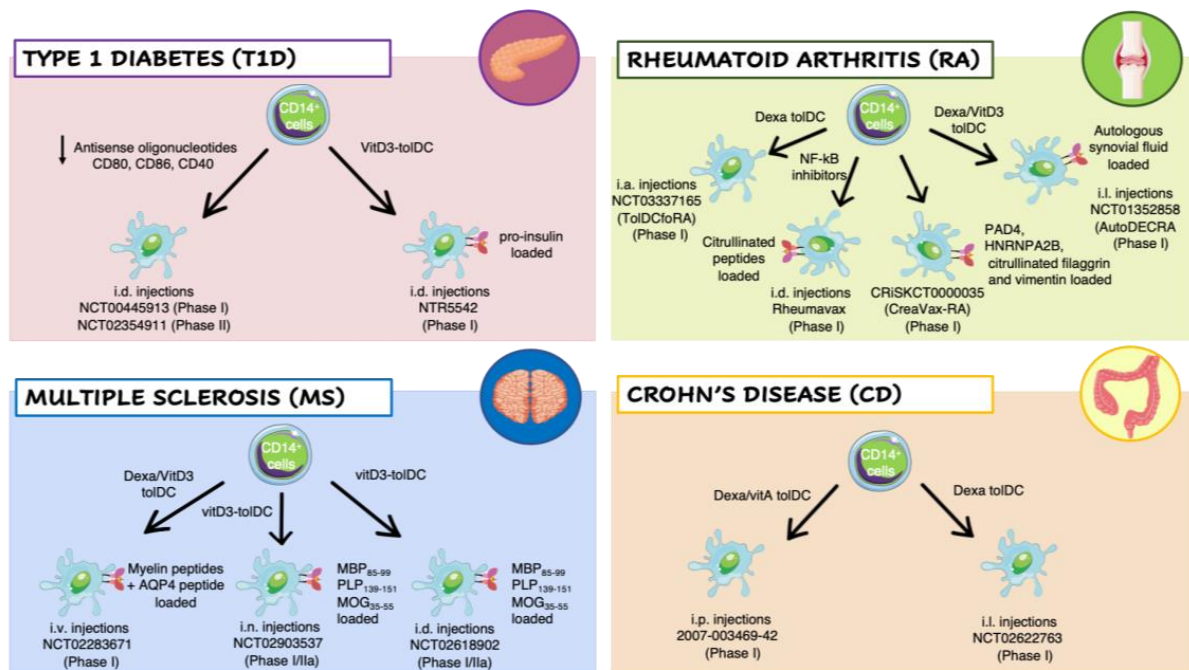 TYPE 1 DIABETES (T1D)
CD14+
cells
Antisense oligonucleotides
CD80, CD86, CD40
VitD3-tolDC
pro-insulin
loaded
i.d. injections
NCT00445913 (Phase I)
NCT02354911 (Phase II)
i.d. injections
NTR5542
(Phase I)
RHEUMATOID ARTHRITIS (RA)
CD14+
cells
Dexa tolDC
Dexa/VitD3
tolDC
NF-kB
inhibitors
Autologous
synovial fluid
loaded
i.a. injections
NCT03337165
(TolDCfoRA)
(Phase I)
i.l. injections
NCT01352858
(AutoDECRA
(Phase I)
Citrullinated
peptides
loaded
i.d. injections
Rheumavax
(Phase I)
PAD4,
HNRNPA2B,
citrullinated filaggrin
and vimentin loaded
CRiSKCT0000035
(CreaVax-RA)
(Phase I)
MULTIPLE SCLEROSIS (MS)
CD14+
cells
Dexa/VitD3
tolDC
vitD3-tolDC
vitD3-tolDC
Myelin peptides
+ AQP4 peptide
loaded
i.v. injections
NCT02283671
(Phase I)
MBP85-99
PLP139-151
MOG35-55
loaded
i.n. injections
NCT02903537
(Phase I/IIa)
MBP85-99
PLP139-151
MOG35-55
loaded
i.d. injections
NCT02618902
(Phase I/IIa)
CROHN'S DISEASE (CD)
CD14+
cells
Dexa/vitA tolDC
Dexa tolDC
i.p. injections
2007-003469-42
(Phase I)
i.l. injections
NCT02622763
(Phase I)